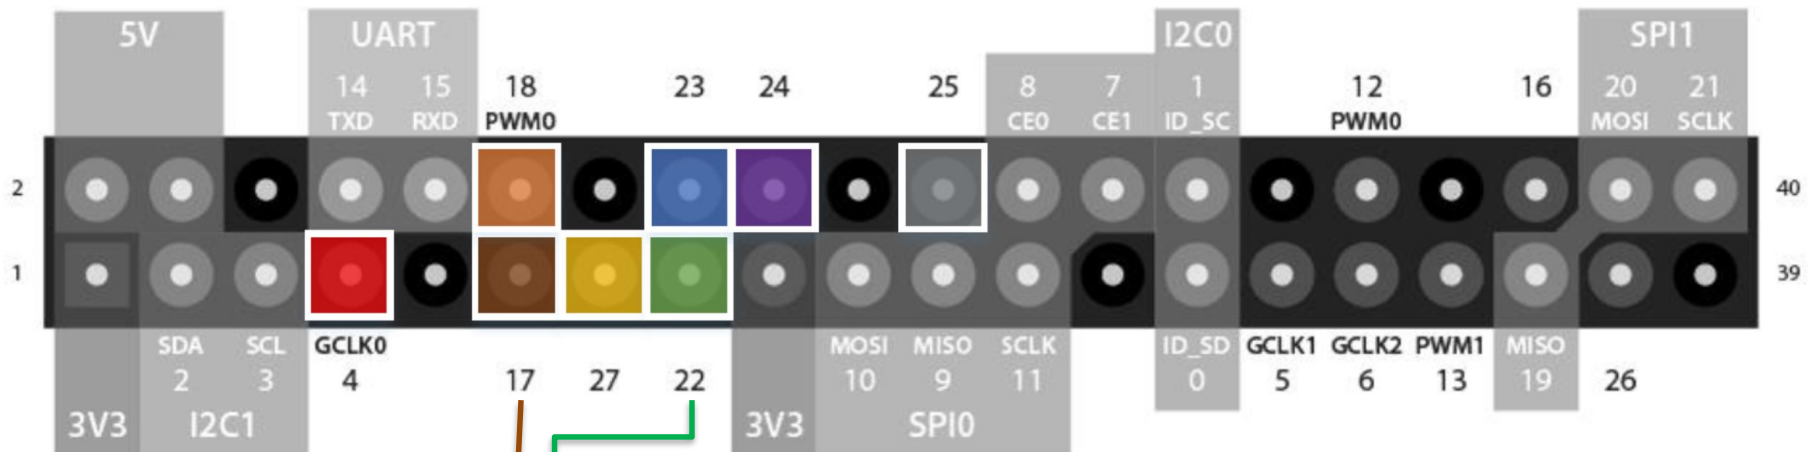 5V UART I2C0 SPI1
14 15 18 23 24 25 8 7 1 12 16 20 21
TXD RXD PWM0 CE0 CE1 ID_SC PWM0 MOSI SCLK
2 40
1 39
SDA SCL GCLK0 MOSI MISO SCLK ID_SD GCLK1 GCLK2 PWM1 MISO
2 3 4 17 27 22 10 9 11 0 5 6 13 19 26
3V3 I2C1 3V3 SPI0